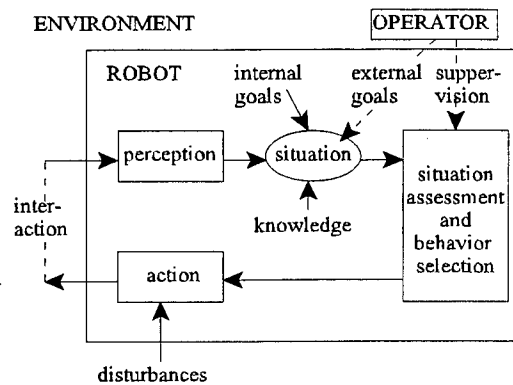 ENVIRONMENT
OPERATOR
ROBOT
internal
goals
external
goals
supper-
vision
perception
situation
situation
assessment
and
behavior
selection
inter-
action
knowledge
action
disturbances